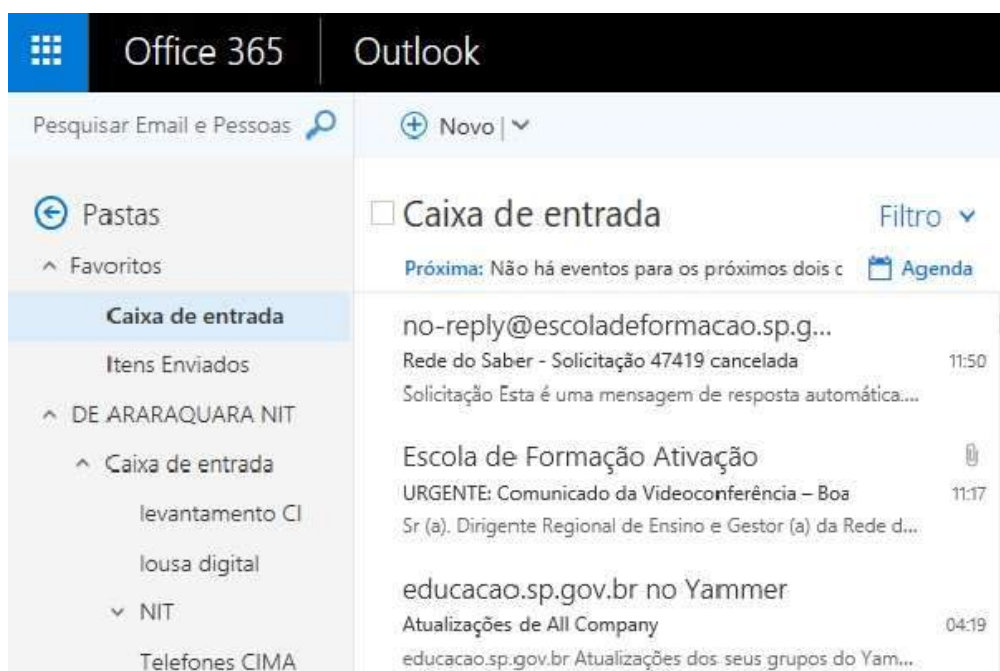 Office 365
Outlook
Pesquisar Email e Pessoas
Novo
Pastas
Favoritos
Caixa de entrada
Itens Enviados
DE ARARAQUARA NIT
Caixa de entrada
levantamento CI
lousa digital
NIT
Telefones CIMA
Caixa de entrada
Filtro
Próxima: Não há eventos para os próximos dois
Agenda
no-reply@escoladeformacao.sp.g...
Rede do Saber - Solicitação 47419 cancelada 11:50
Solicitação Esta é uma mensagem de resposta automática....
Escola de Formação Ativação
URGENTE: Comunicado da Videoconferência – Boa 11:17
Sr (a). Dirigente Regional de Ensino e Gestor (a) da Rede d...
educacao.sp.gov.br no Yammer
Atualizações de All Company 04:19
educacao.sp.gov.br Atualizações dos seus grupos do Yam...